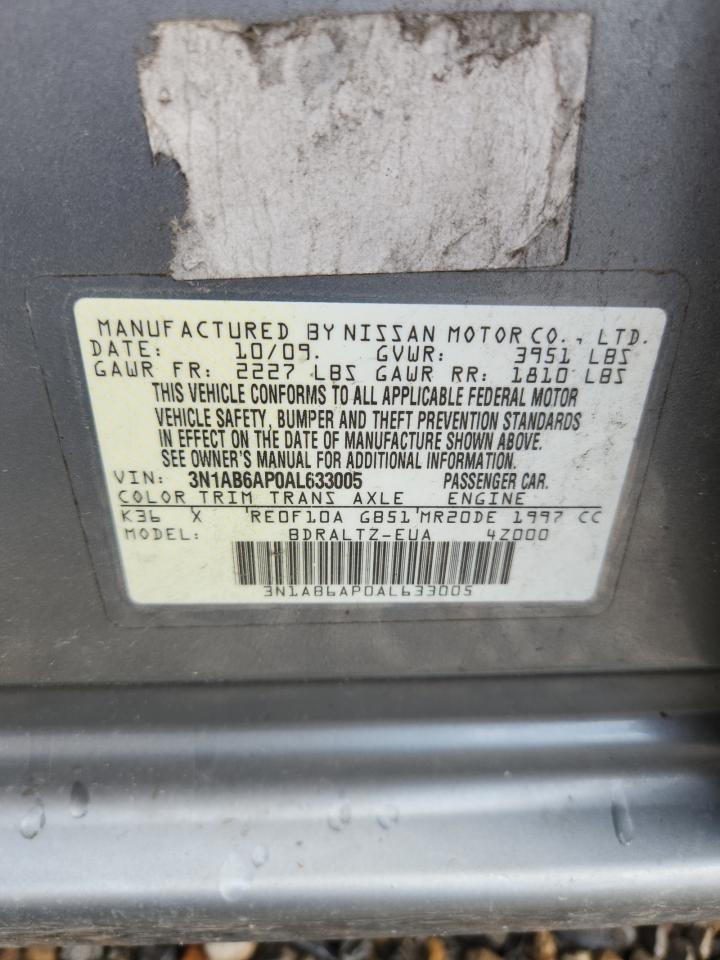 MANUFACTURED BY NISSAN MOTOR CO., LTD.
DATE: 10/09. GVWR: 3951 LBS
GAWR FR: 2227 LBS GAWR RR: 1810 LBS
THIS VEHICLE CONFORMS TO ALL APPLICABLE FEDERAL MOTOR
VEHICLE SAFETY, BUMPER AND THEFT PREVENTION STANDARDS
IN EFFECT ON THE DATE OF MANUFACTURE SHOWN ABOVE.
SEE OWNER'S MANUAL FOR ADDITIONAL INFORMATION.
VIN: 3N1AB6AP0AL633005 PASSENGER CAR.
COLOR TRIM TRANS AXLE ENGINE
K36 X RE0F10A GB51 MR20DE 1997 CC
MODEL: BDRALTZ-EUA 4Z000
3N1AB6AP0AL633005